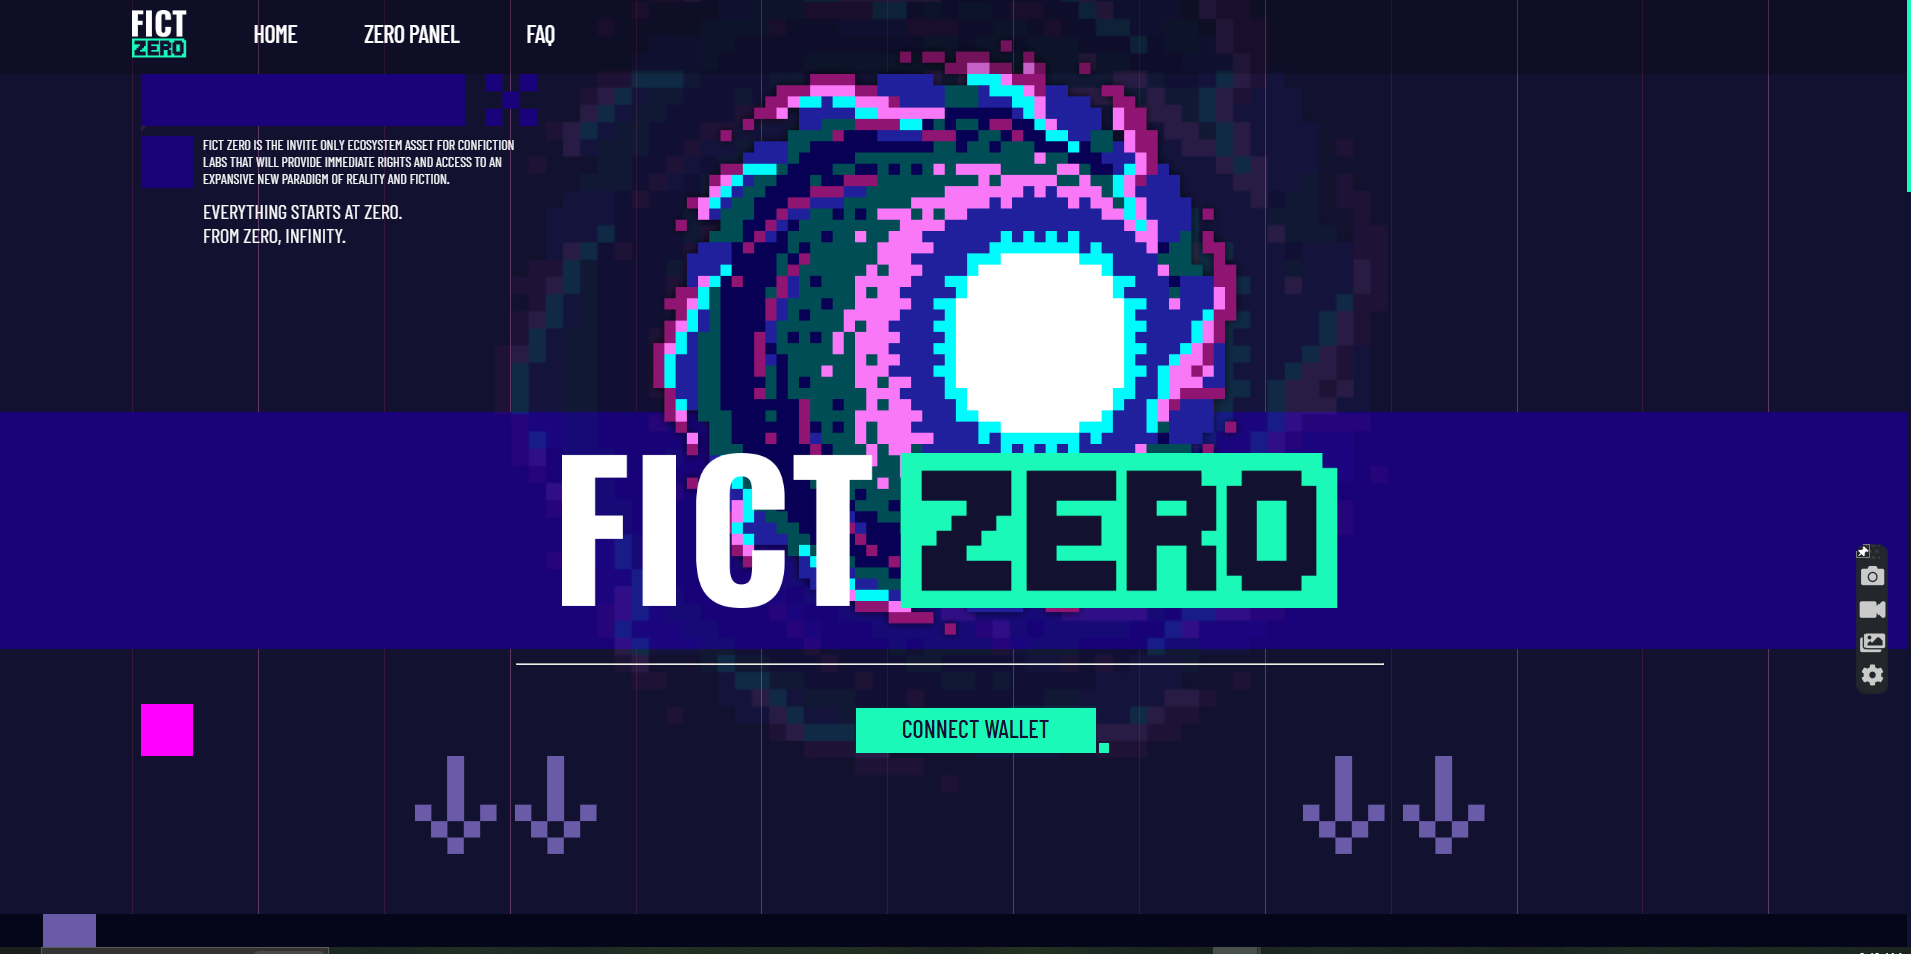 FICT
ZERO
HOME
ZERO PANEL
FAQ
FICT ZERO IS THE INVITE ONLY ECOSYSTEM ASSET FOR CONFICTION
LABS THAT WILL PROVIDE IMMEDIATE RIGHTS AND ACCESS TO AN
EXPANSIVE NEW PARADIGM OF REALITY AND FICTION.
EVERYTHING STARTS AT ZERO.
FROM ZERO, INFINITY.
FICT ZERO
CONNECT WALLET